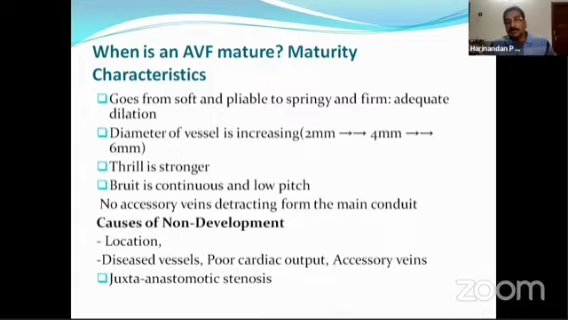 When is an AVF mature? Maturity
Characteristics
Goes from soft and pliable to springy and firm: adequate
dilation
Diameter of vessel is increasing(2mm →→ 4mm →→
6mm)
Thrill is stronger
Bruit is continuous and low pitch
No accessory veins detracting form the main conduit
Causes of Non-Development
- Location,
-Diseased vessels, Poor cardiac output, Accessory veins
Juxta-anastomotic stenosis
Harinandan P ...
zoom